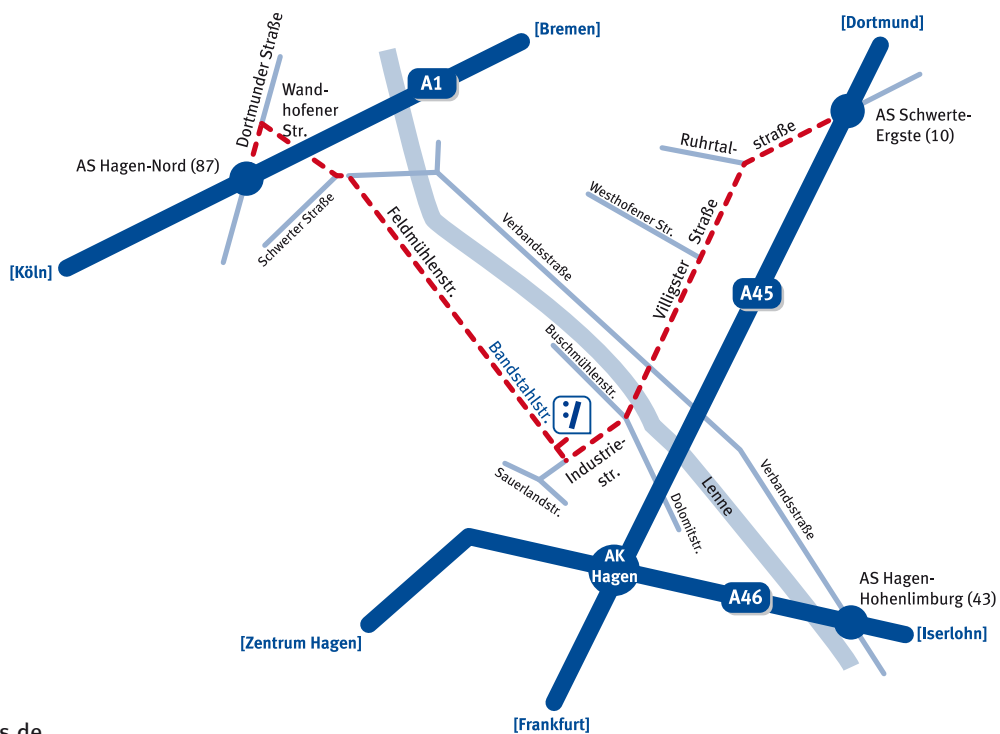 [Bremen]
[Dortmund]
Dortmunder Straße
Wand-
hofener
Str.
A1
AS Schwerte-
Ergste (10)
Ruhrtal-
straße
AS Hagen-Nord (87)
Westhofener Str.
Villigster Straße
Schwerter Straße
Feldmühlenstr.
Verbandsstraße
[Köln]
A45
Buschmühlenstr.
Bandstahlstr.
Industrie-
str.
Sauerlandstr.
Dolomitstr.
Lenne
Verbandsstraße
AK
Hagen
A46
AS Hagen-
Hohenlimburg (43)
[Zentrum Hagen]
[Iserlohn]
[Frankfurt]
s.de